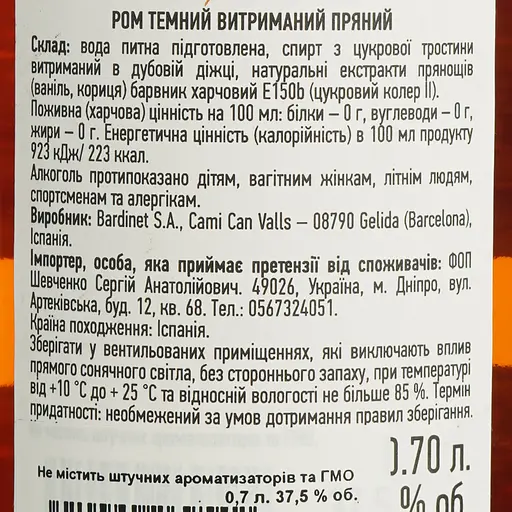 РОМ ТЕМНИЙ ВИТРИМАНИЙ ПРЯНИЙ
Склад: вода питна підготовлена, спирт з цукрової тростини
витриманий в дубовій діжці, натуральні екстракти прянощів
(ваніль, кориця) барвник харчовий E150b (цукровий колер II).
Поживна (харчова) цінність на 100 мл: білки – 0 г, вуглеводи – 0 г,
жири – 0 г. Енергетична цінність (калорійність) в 100 мл продукту
923 кДж/ 223 ккал.
Алкоголь протипоказано дітям, вагітним жінкам, літнім людям,
спортсменам та алергікам.
Виробник: Bardinet S.A., Cami Can Valls – 08790 Gelida (Barcelona),
Іспанія.
Імпортер, особа, яка приймає претензії від споживачів: ФОП
Шевченко Сергій Анатолійович. 49026, Україна, м. Дніпро, вул.
Артеківська, буд. 12, кв. 68. Тел.: 0567324051.
Країна походження: Іспанія.
Зберігати у вентильованих приміщеннях, які виключають вплив
прямого сонячного світла, без стороннього запаху, при температурі
від +10 °C до + 25 °C та відносній вологості не більше 85 %. Термін
придатності: необмежений за умов дотримання правил зберігання.
0.70 л.
Не містить штучних ароматизаторів та ГМО
0,7 л. 37,5 % об.
% об